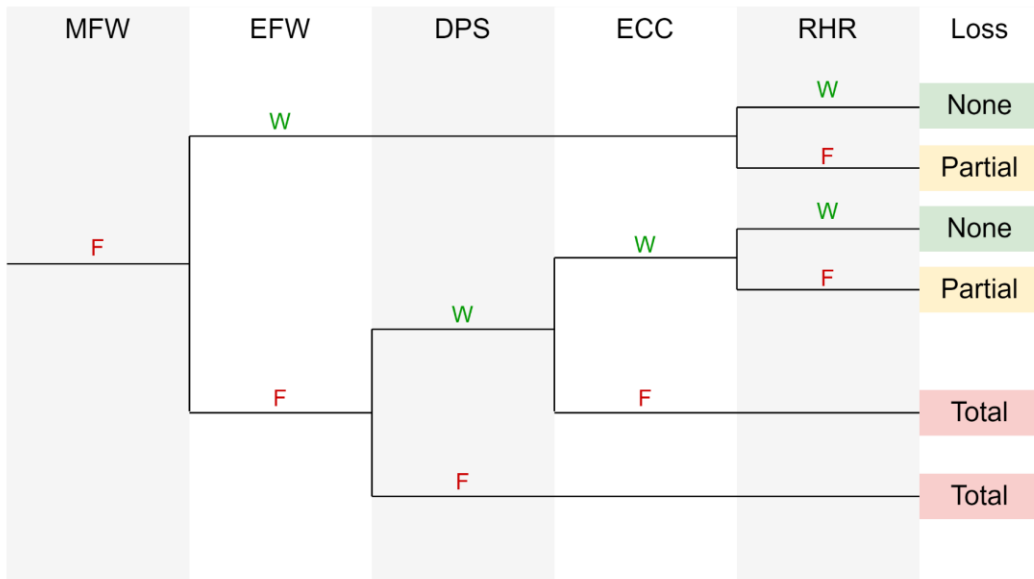 MFW EFW DPS ECC RHR Loss
W None
W
F Partial
W None
F
W
F Partial
W
F F Total
F Total